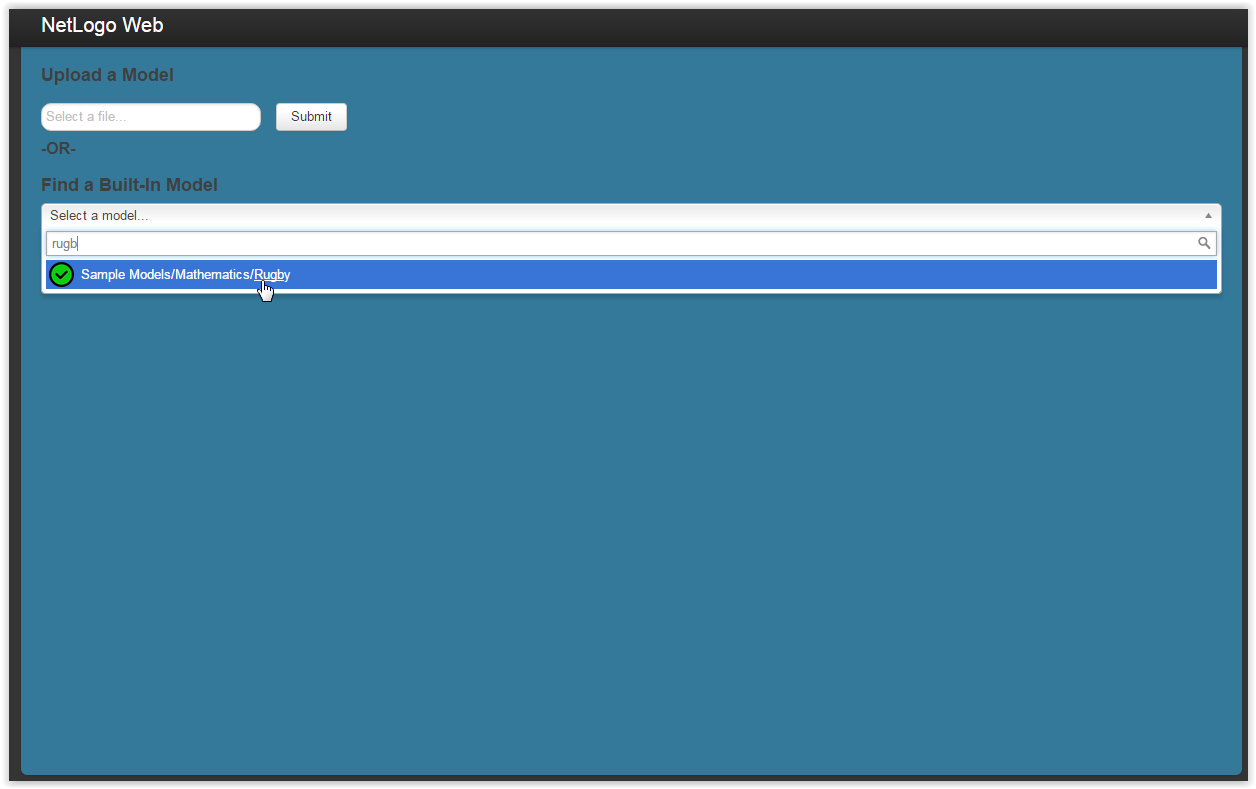 NetLogo Web
Upload a Model
Select a file...
Submit
-OR-
Find a Built-In Model
Select a model...
rugb
Sample Models/Mathematics/Rugby